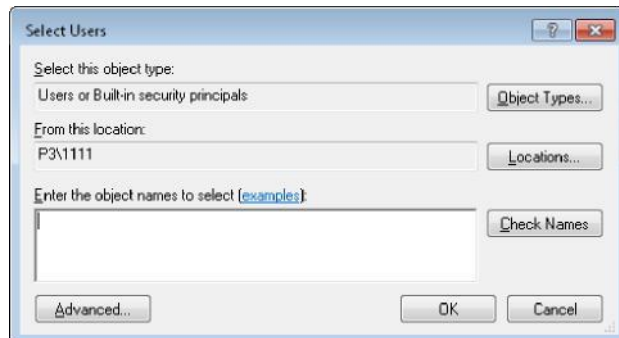 Select Users
Select this object type:
Users or Built-in security principals
Object Types...
From this location:
P3\1111
Locations...
Enter the object names to select (examples):
Check Names
Advanced...
OK
Cancel